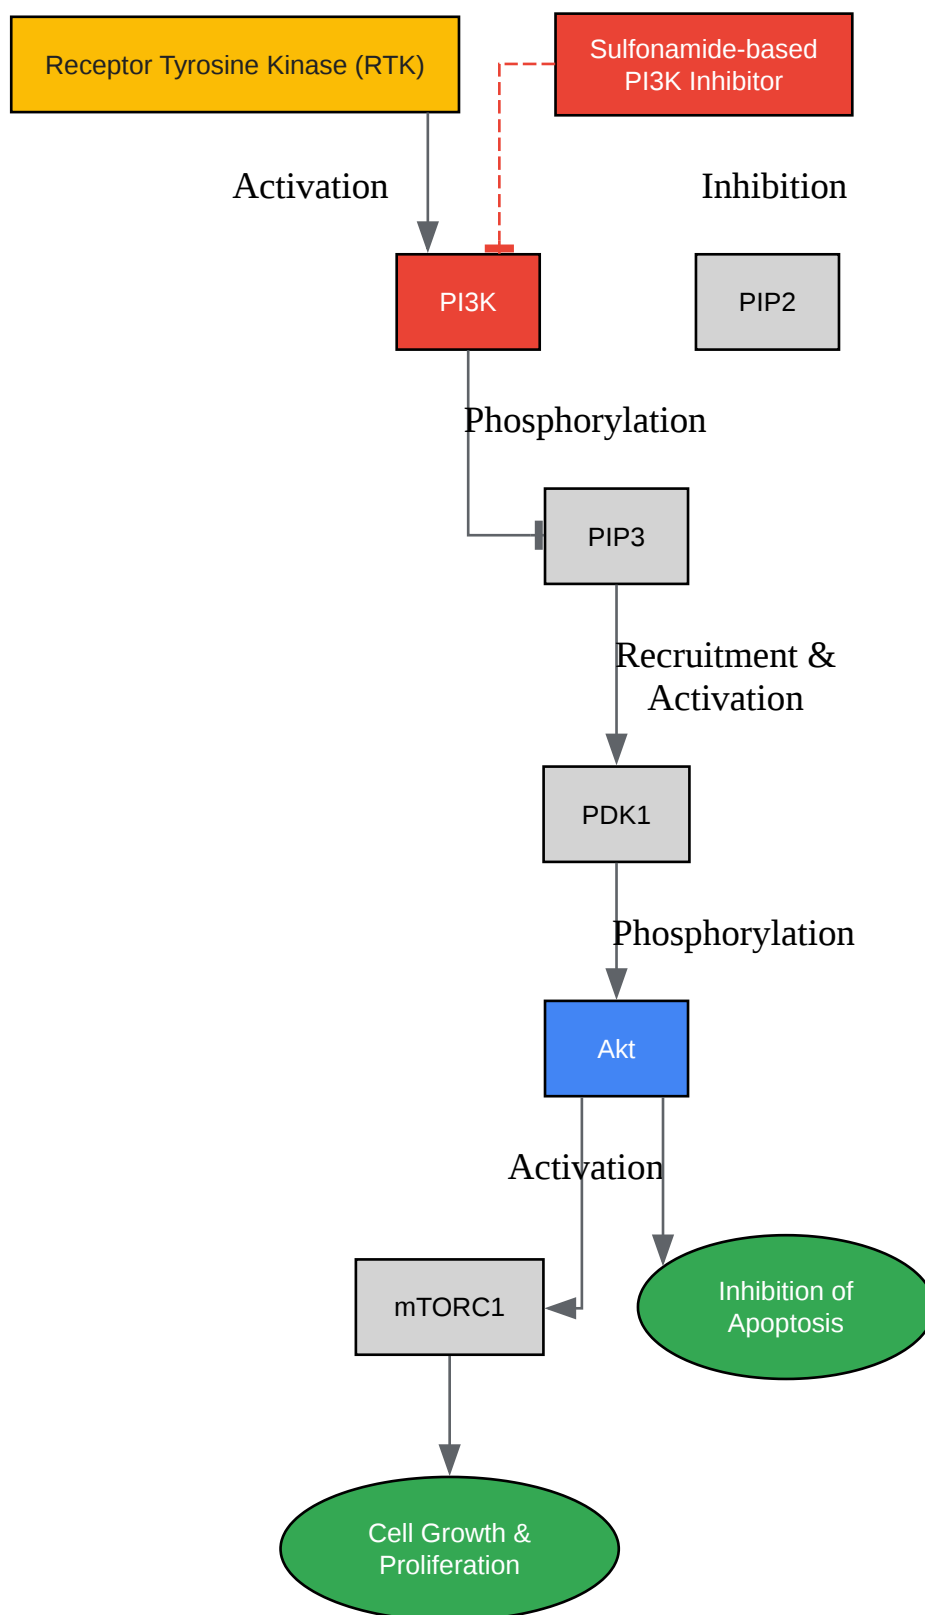 Receptor Tyrosine Kinase (RTK)
Sulfonamide-based
PI3K Inhibitor
Activation
Inhibition
PI3K
PIP2
Phosphorylation
PIP3
Recruitment &
Activation
PDK1
Phosphorylation
Akt
Activation
mTORC1
Inhibition of
Apoptosis
Cell Growth &
Proliferation